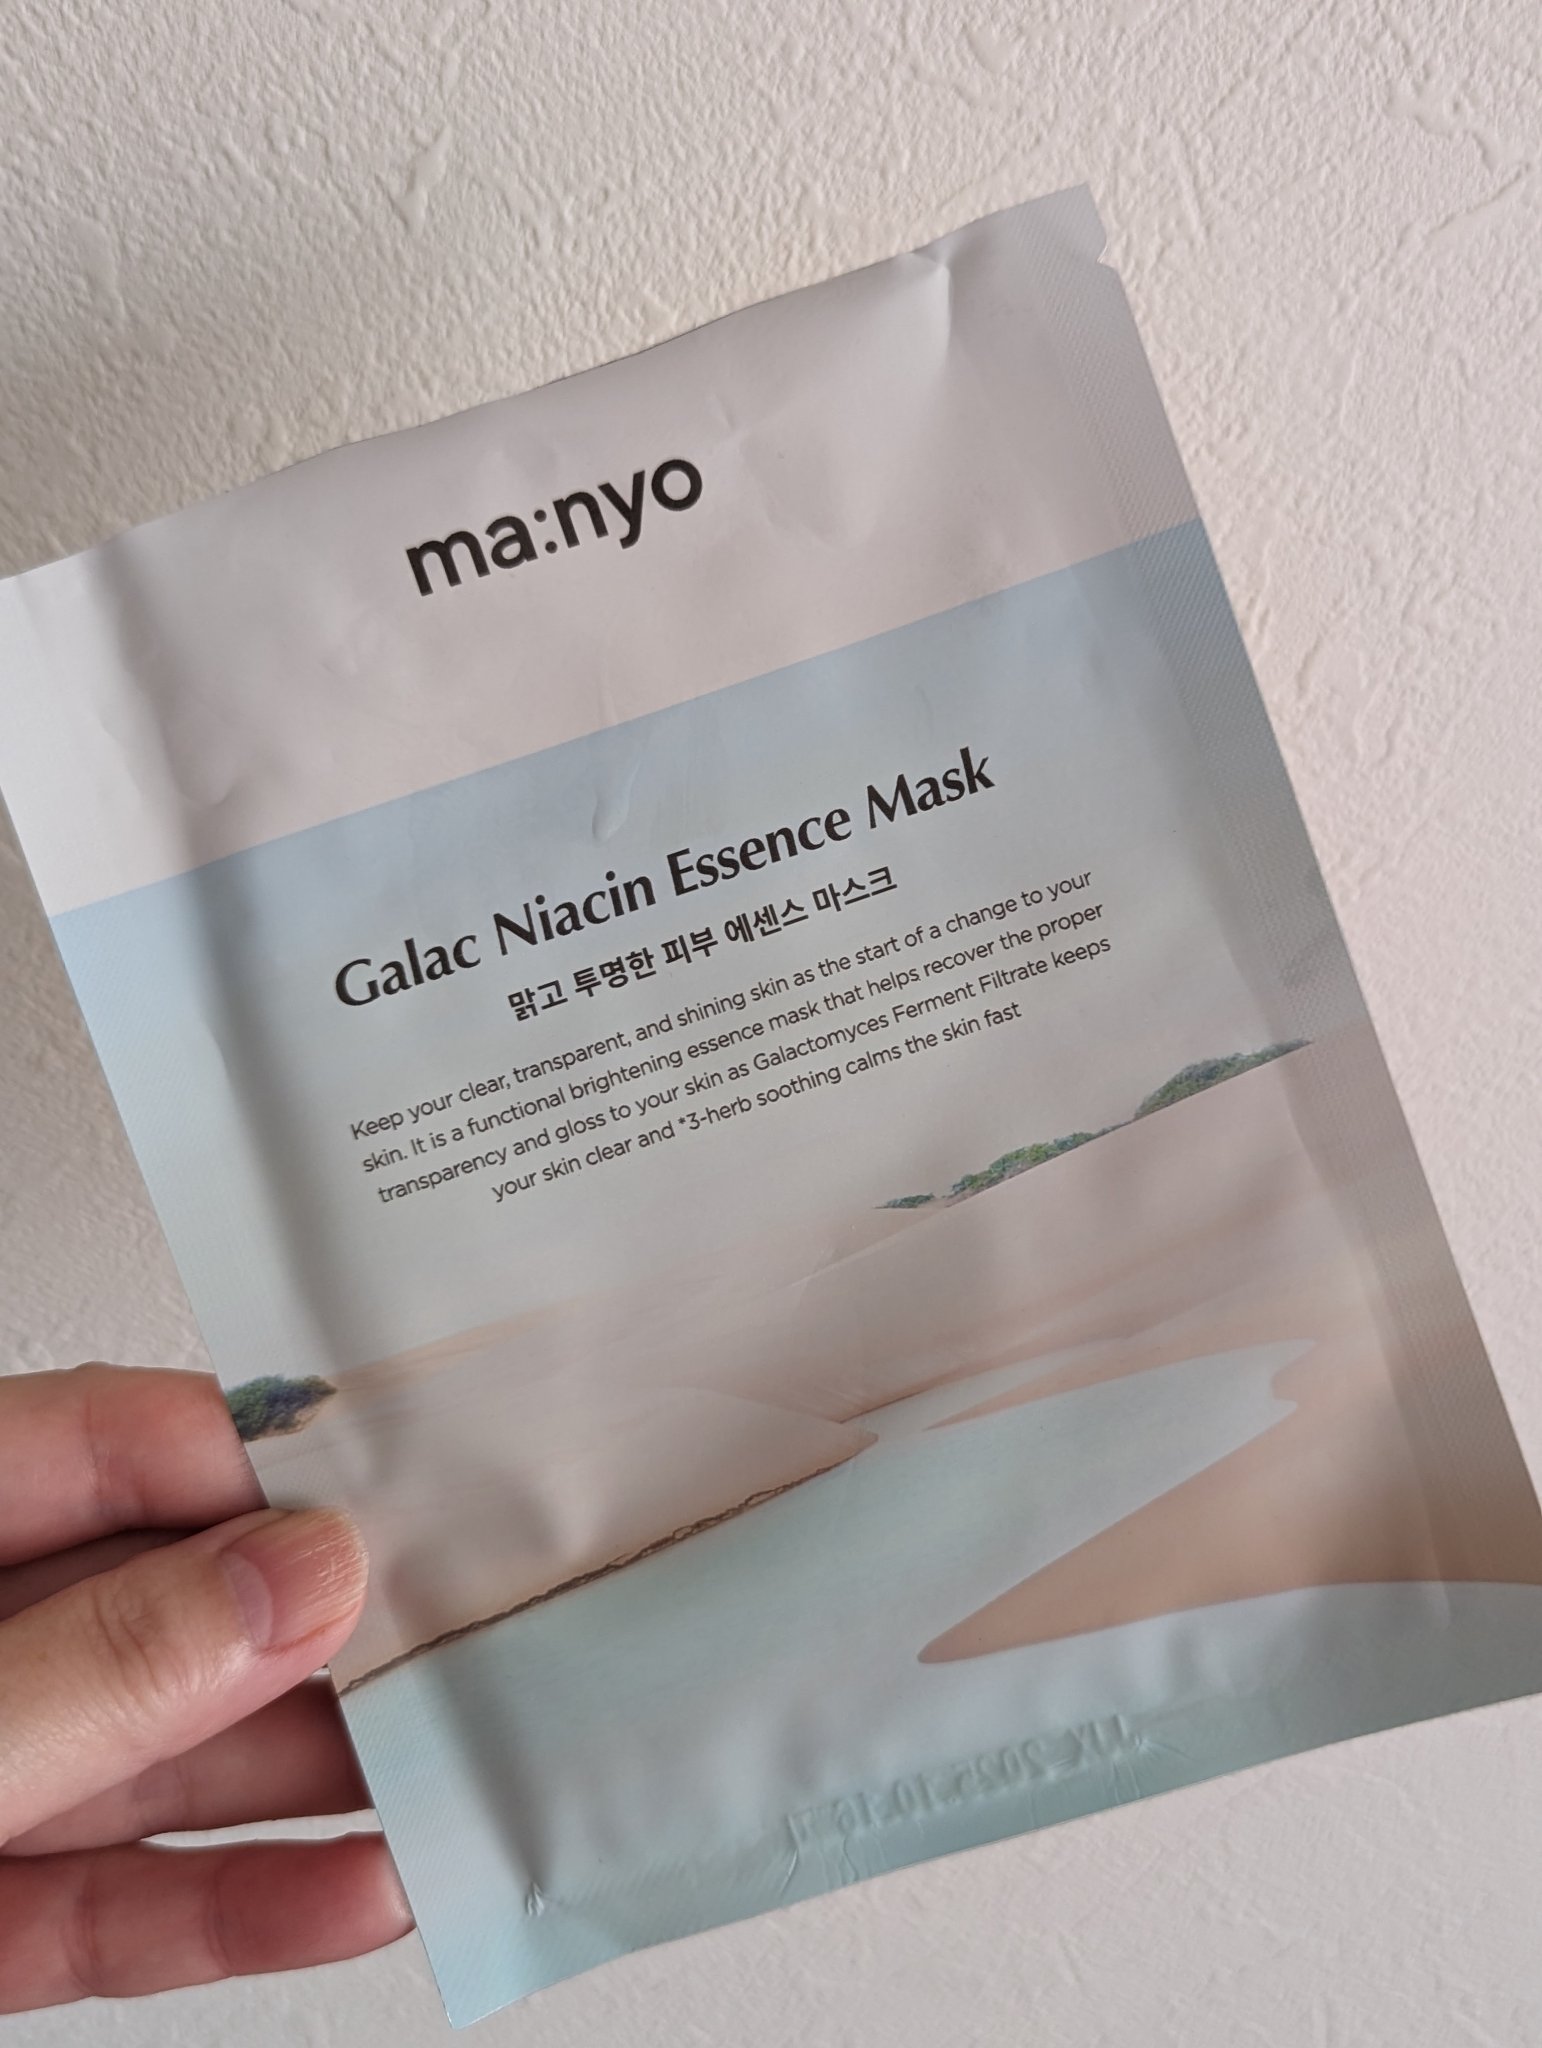 ma:nyo
Galac Niacin Essence Mask
맑고 투명한 피부 에센스 마스크
Keep your clear, transparent, and shining skin as the start of a change to your
skin. It is a functional brightening essence mask that helps recover the proper
transparency and gloss to your skin as Galactomyces Ferment Filtrate keeps
your skin clear and *3-herb soothing calms the skin fast